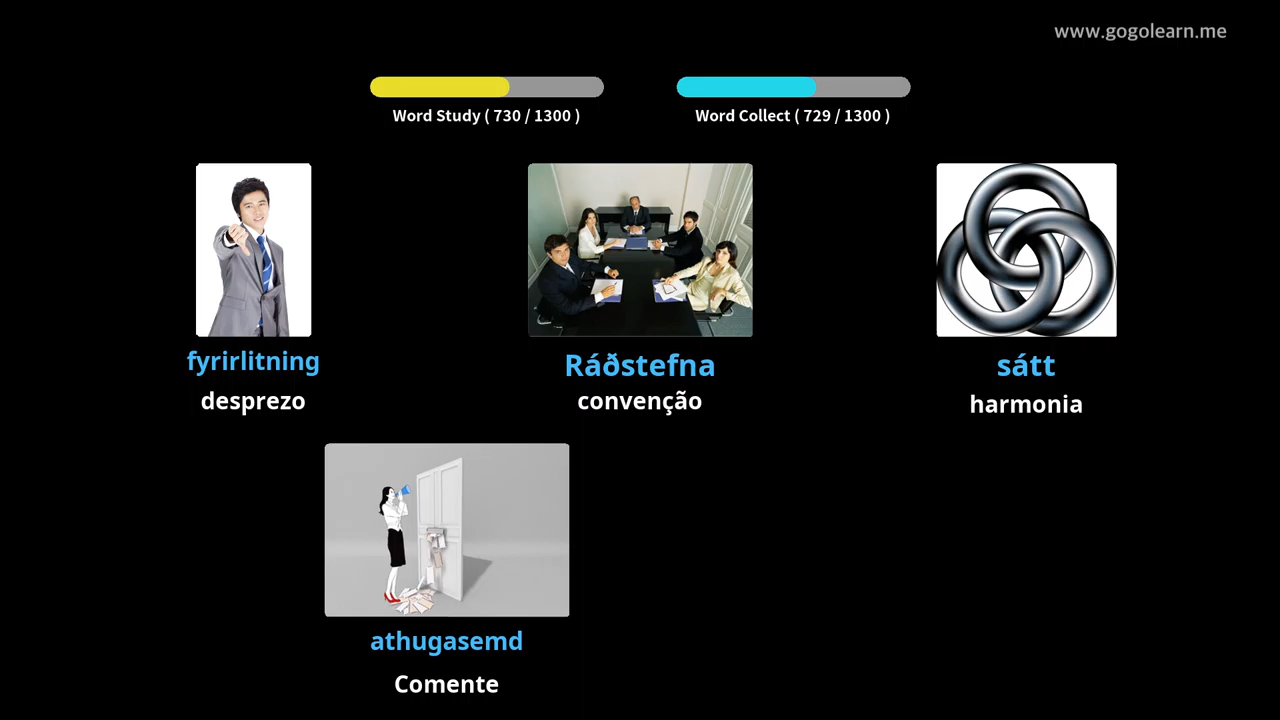 www.gogolearn.me
Word Study ( 730 / 1300 )
Word Collect ( 729 / 1300 )
fyrirlitning
desprezo
Ráðstefna
convenção
sátt
harmonia
athugasemd
Comente